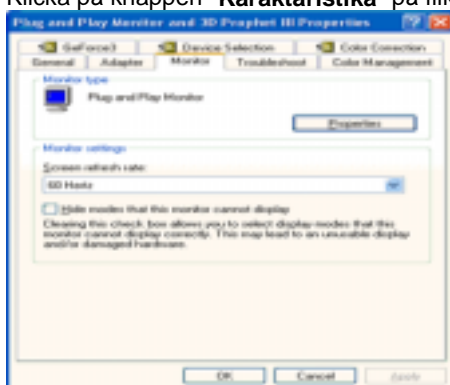 Klicka på knappen "Karaktäristika" på flik
Plug and Play Monitor and 3D Prophet III Properties
GeForce3 Device Selection Color Correction
General Adapter Monitor Troubleshoot Color Management
Monitor type
Plug and Play Monitor
Properties
Monitor settings
Screen refresh rate:
60 Hertz
Hide modes that this monitor cannot display
Clearing this check box allows you to select display modes that this
monitor cannot display correctly. This may lead to an unusable display
and/or damaged hardware.
OK Cancel Apply